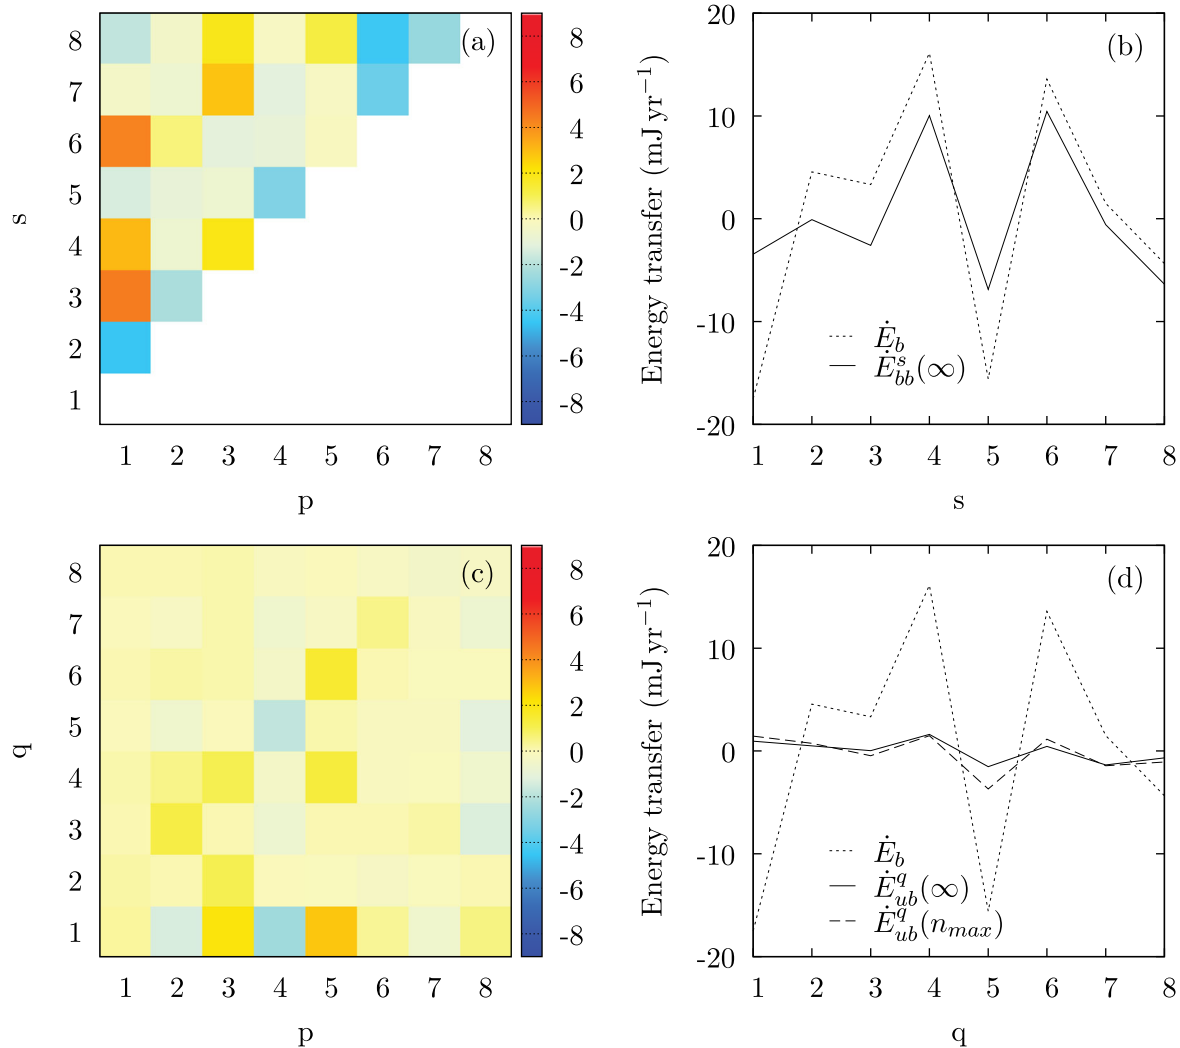 (a)
s
8
7
6
5
4
3
2
1
1 2 3 4 5 6 7 8
p
8
6
4
2
0
-2
-4
-6
-8
(b)
Energy transfer (mJ yr⁻¹)
20
10
0
-10
-20
Ė_b
Ė^s_bb(∞)
1 2 3 4 5 6 7 8
s
(c)
q
8
7
6
5
4
3
2
1
1 2 3 4 5 6 7 8
p
8
6
4
2
0
-2
-4
-6
-8
(d)
Energy transfer (mJ yr⁻¹)
20
10
0
-10
-20
Ė_b
Ė^q_ub(∞)
Ė^q_ub(n_max)
1 2 3 4 5 6 7 8
q